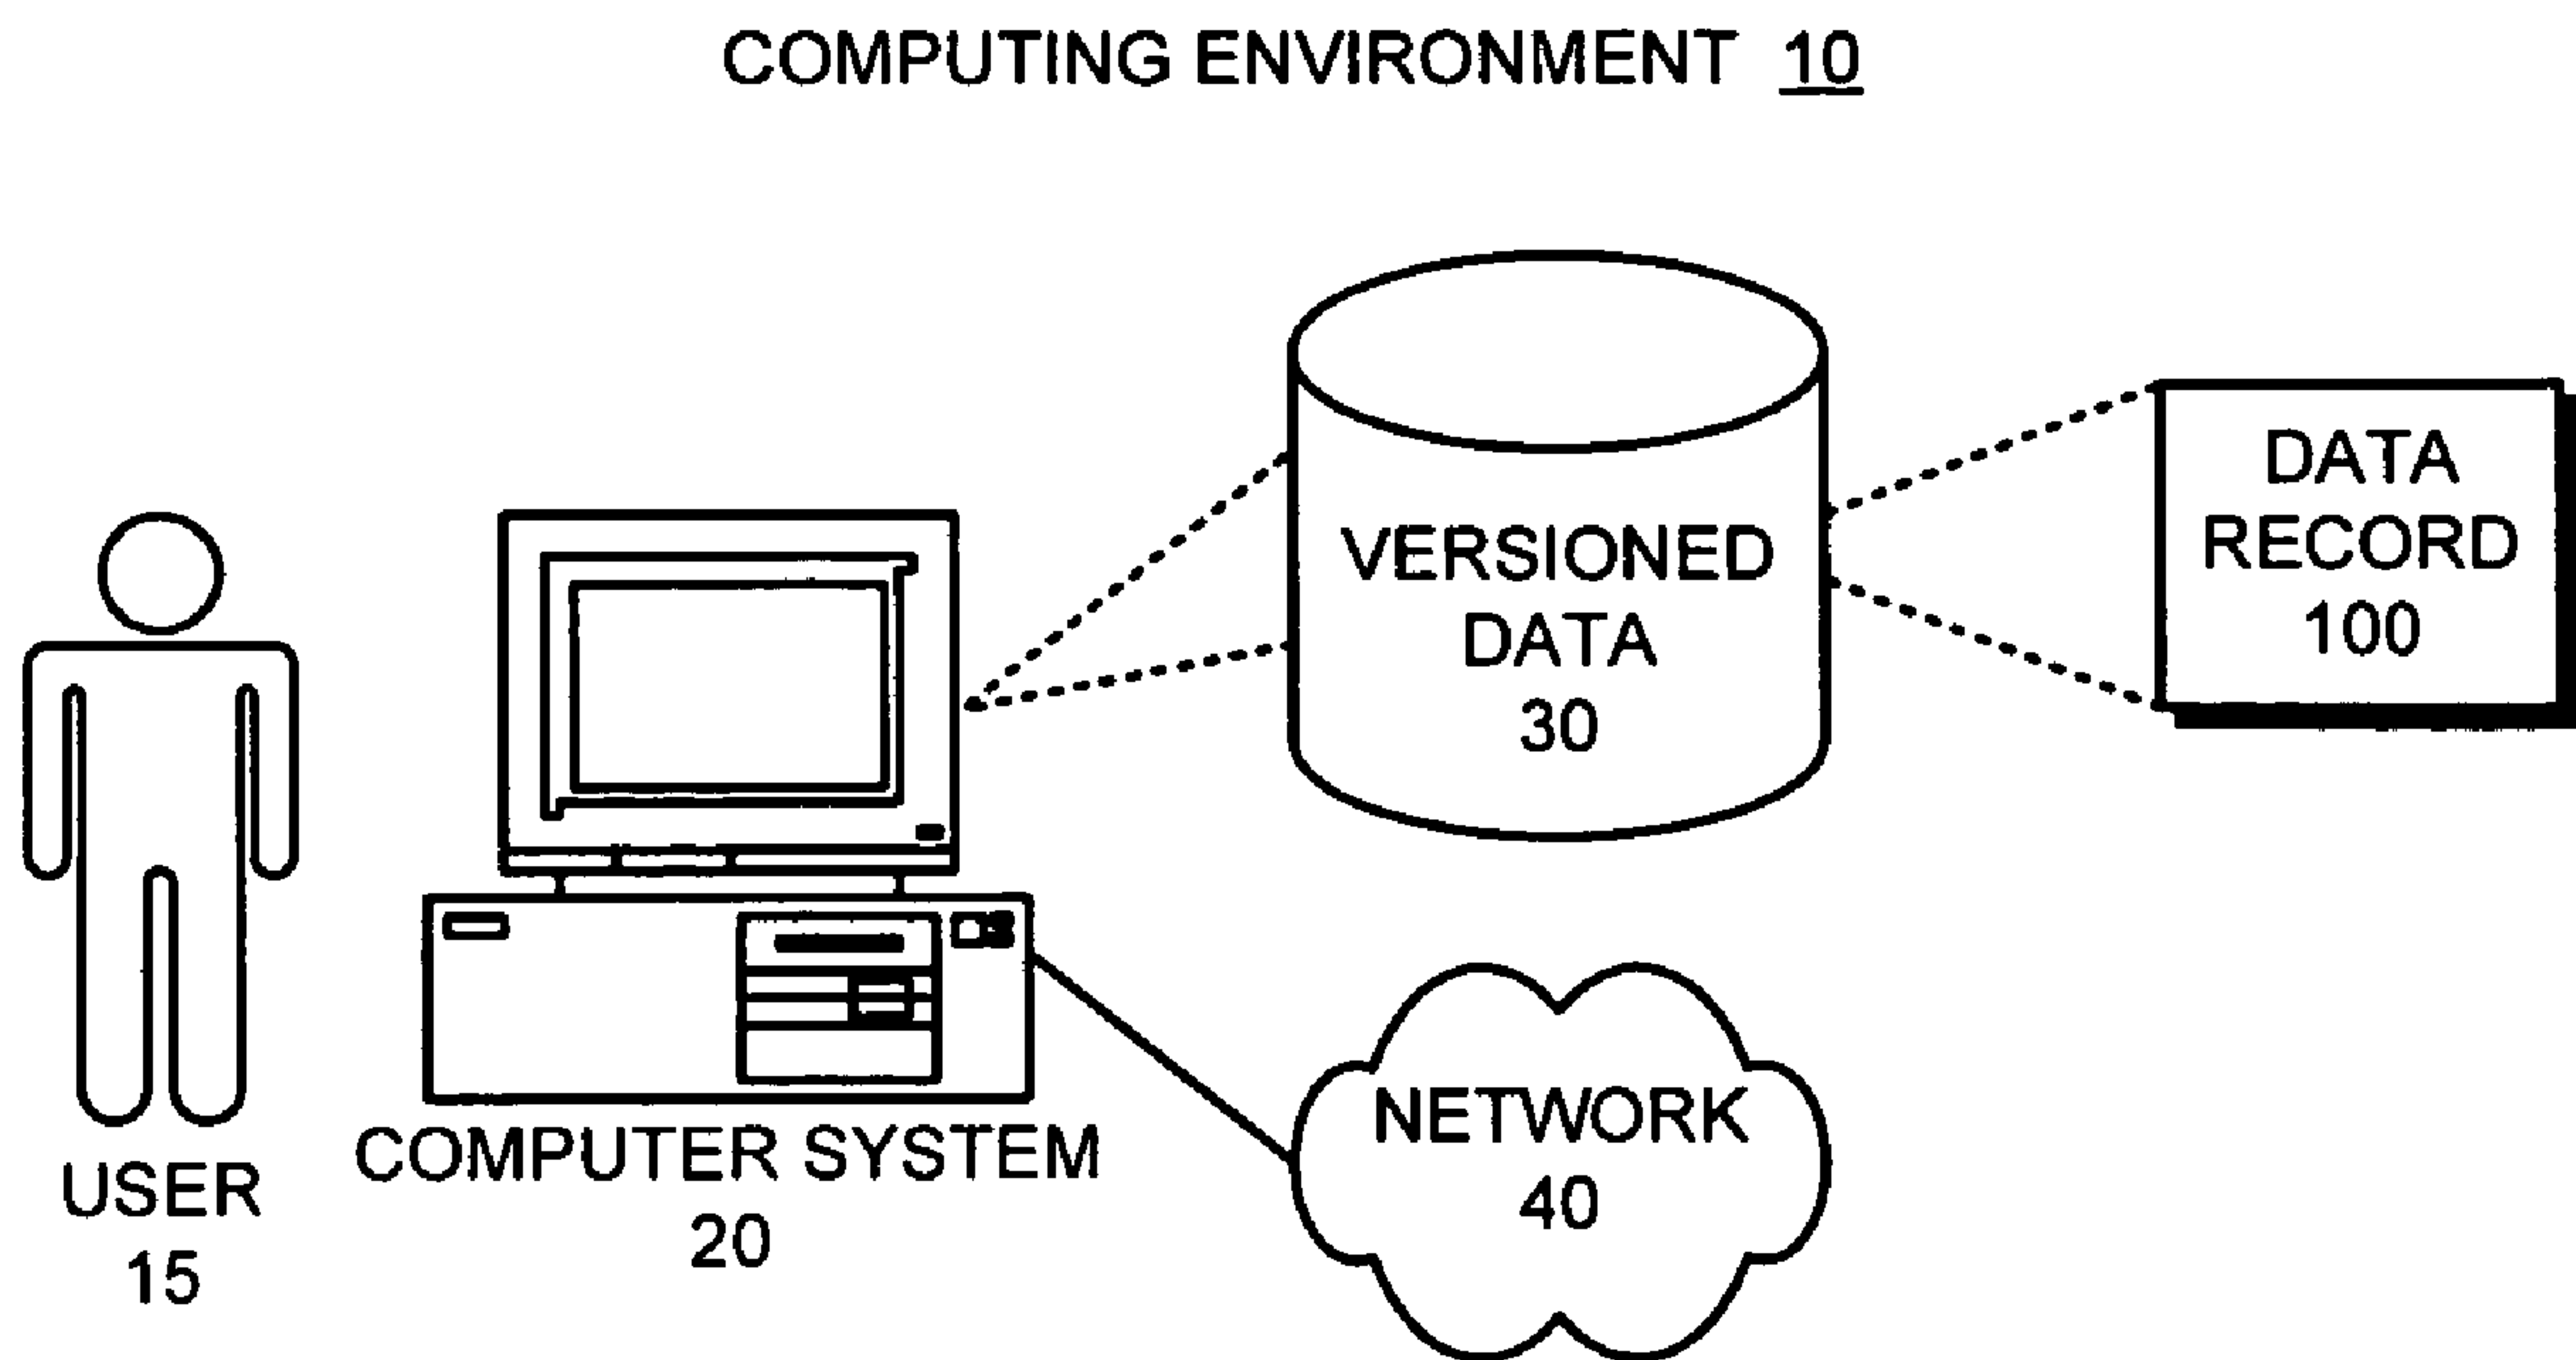 COMPUTING ENVIRONMENT 10
VERSIONED
DATA
30
DATA
RECORD
100
USER
15
COMPUTER SYSTEM
20
NETWORK
40